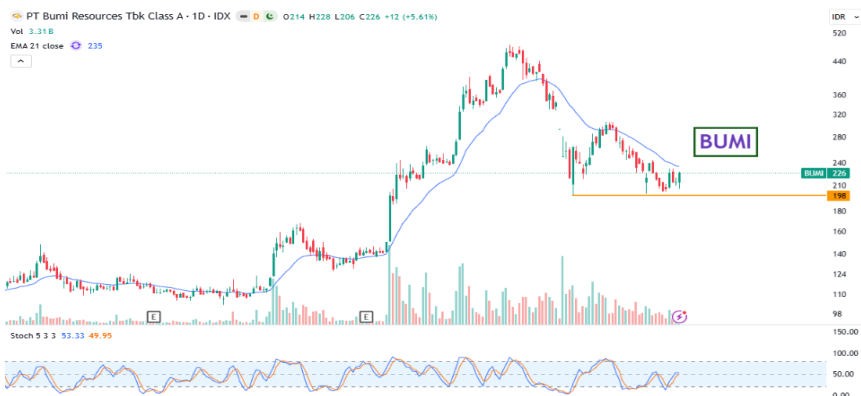 PT Bumi Resources Tbk Class A · 1D · IDX D O214 H228 L206 C226 +12 (+5.61%)
IDR
Vol 3.31B
EMA 21 close 235
520
440
360
320
280
BUMI
240
BUMI 226
210
198
180
160
140
124
110
98
E E
150.00
Stoch 5 3 3 53.33 49.95
100.00
50.00
0.00